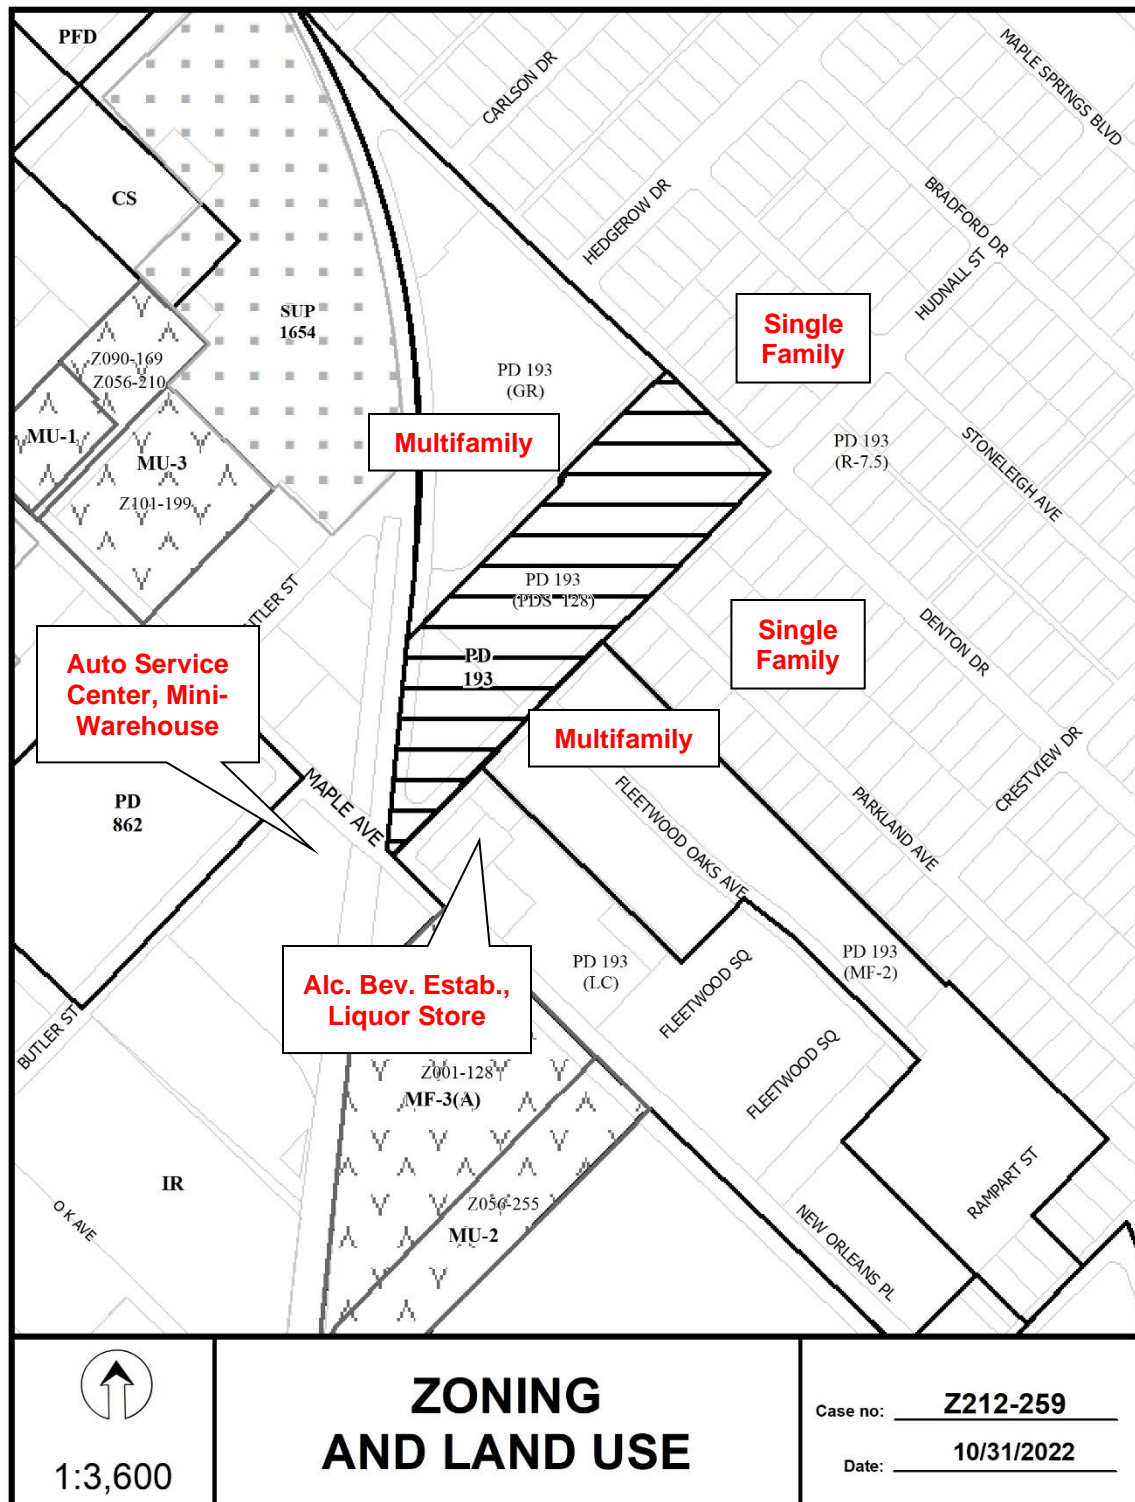 PFD
CARLSON DR
MAPLE SPRINGS BLVD
CS
HEDGEROW DR
BRADFORD DR
HUDNALL ST
SUP
1654
Single
Family
Z090-169
Z056-210
PD 193
(GR)
MU-1
Multifamily
MU-3
PD 193
(R-7.5)
STONELEIGH AVE
Z101-199
PD 193
(PDS 128)
UTLER ST
DENTON DR
Single
Family
Auto Service
Center, Mini-
Warehouse
PD
193
Multifamily
CRESTVIEW DR
PD
862
MAPLE AVE
FLEETWOOD OAKS AVE
PARKLAND AVE
PD 193
(LC)
PD 193
(MF-2)
FLEETWOOD SQ
Alc. Bev. Estab.,
Liquor Store
BUTLER ST
FLEETWOOD SQ
Z001-128
MF-3(A)
IR
O K AVE
Z056-255
MU-2
RAMPART ST
NEW ORLEANS PL
1:3,600
ZONING
AND LAND USE
Case no: Z212-259
Date: 10/31/2022